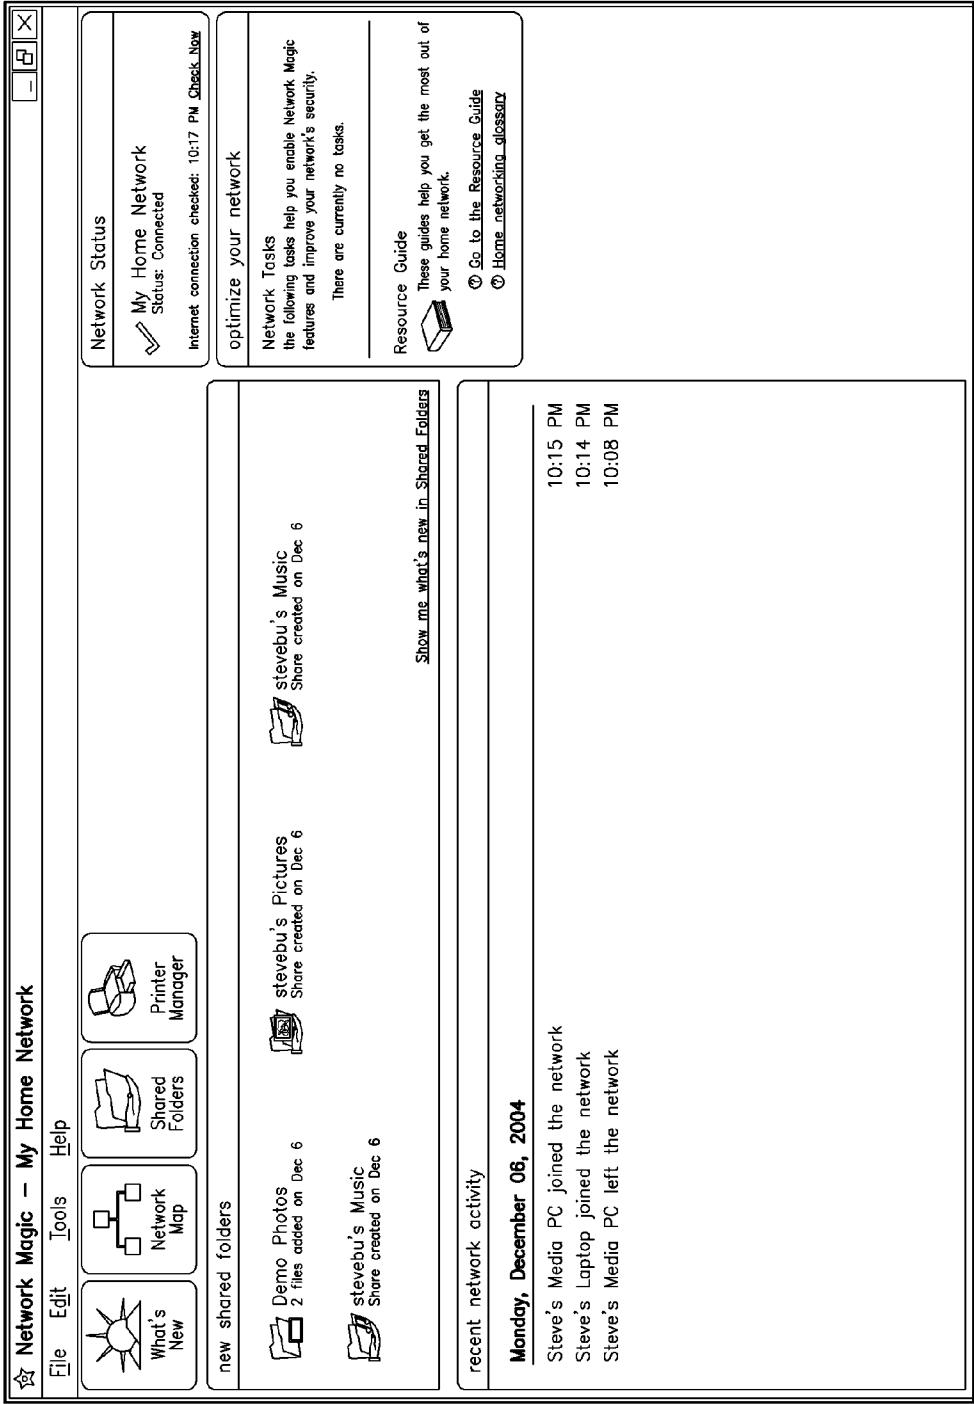 Network Magic – My Home Network
File Edit Tools Help
What's
New
Network
Map
Shared
Folders
Printer
Manager
new shared folders
Demo Photos
2 files added on Dec 6
stevebu's Pictures
Share created on Dec 6
stevebu's Music
Share created on Dec 6
stevebu's Music
Share created on Dec 6
Show me what's new in Shared Folders
recent network activity
Monday, December 06, 2004
Steve's Media PC joined the network 10:15 PM
Steve's Laptop joined the network 10:14 PM
Steve's Media PC left the network 10:08 PM
Network Status
My Home Network
Status: Connected
Internet connection checked: 10:17 PM Check Now
optimize your network
Network Tasks
the following tasks help you enable Network Magic
features and improve your network's security.
There are currently no tasks.
Resource Guide
These guides help you get the most out of
your home network.
? Go to the Resource Guide
? Home networking glossary